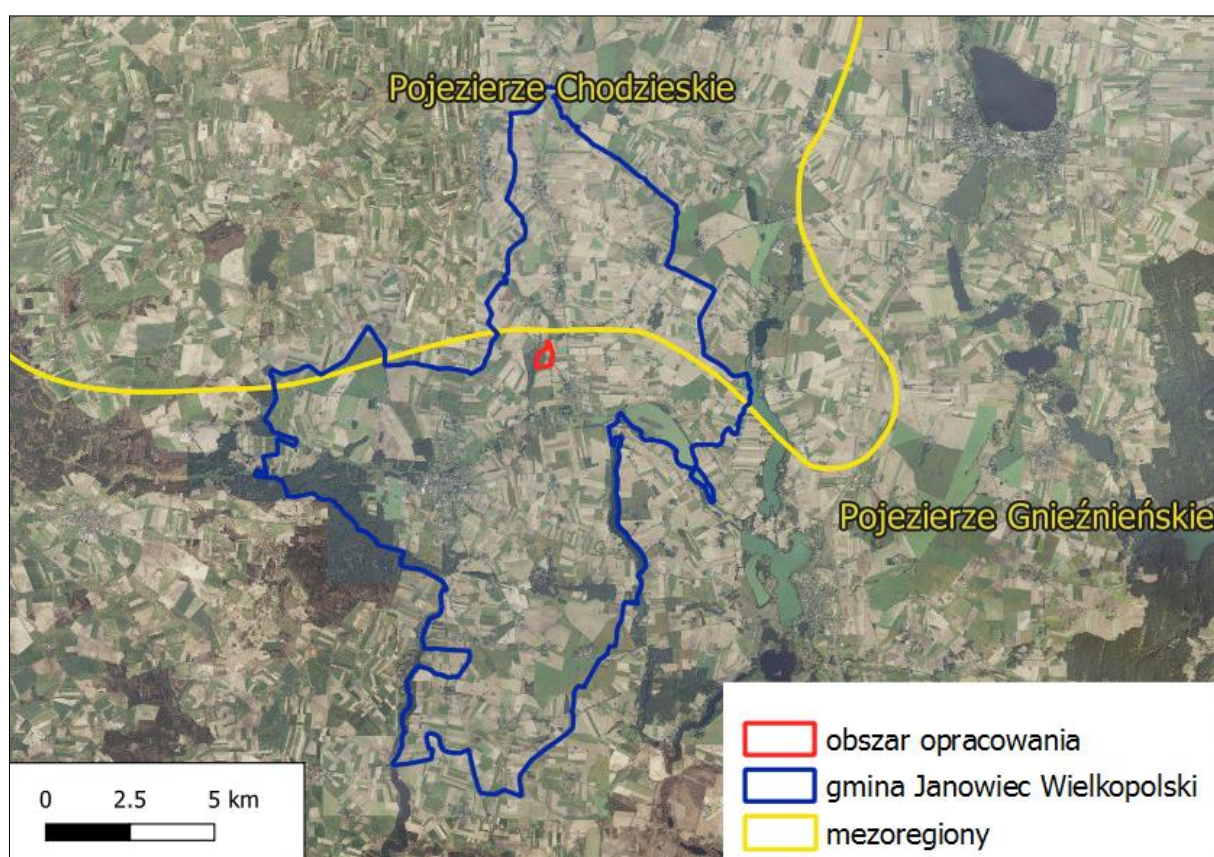 Pojezierze Chodzieskie
Pojezierze Gnieźnieńskie
0 2.5 5 km
obszar opracowania
gmina Janowiec Wielkopolski
mezoregiony